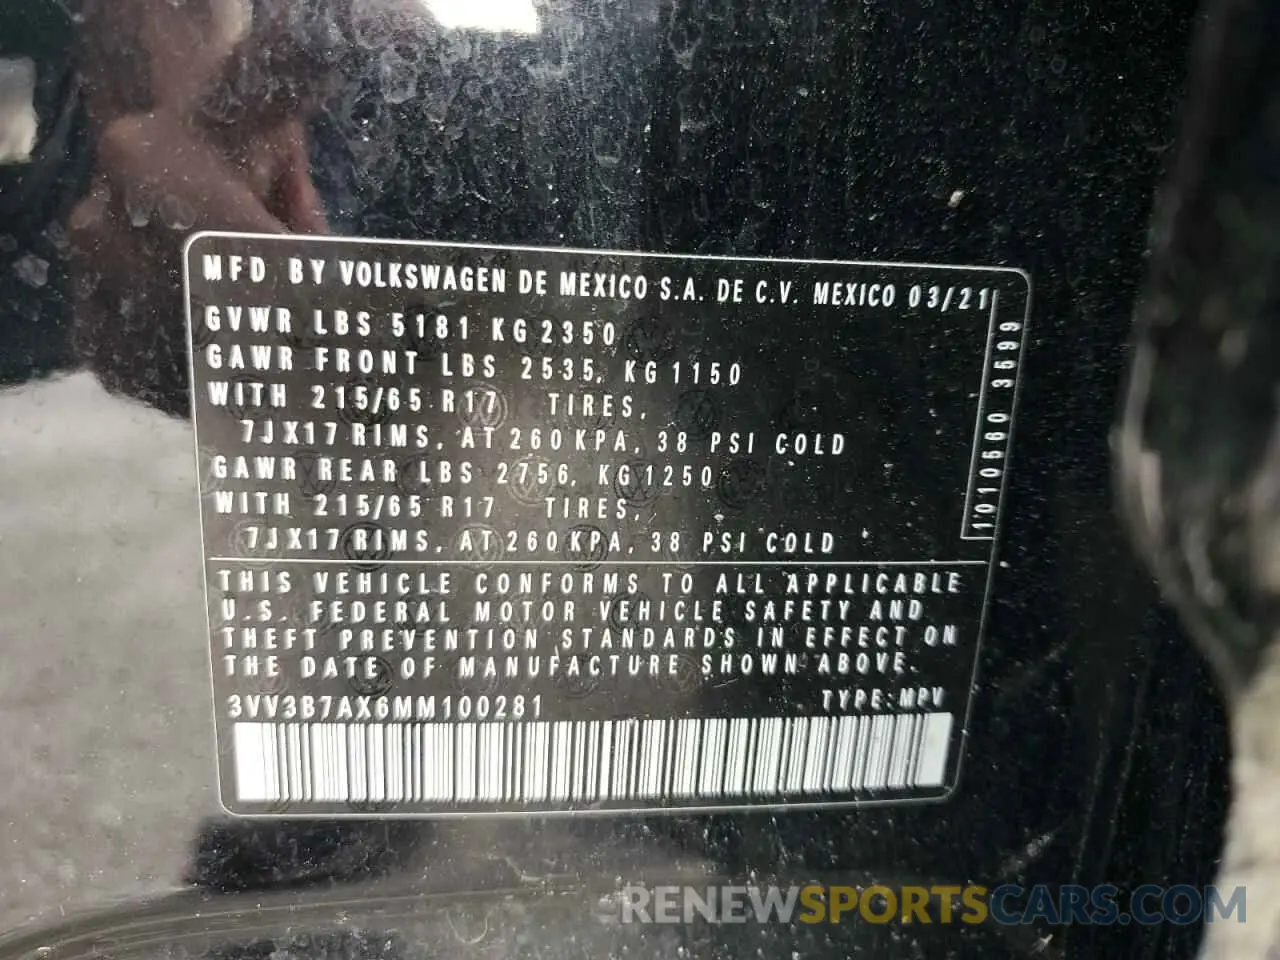 MFD BY VOLKSWAGEN DE MEXICO S.A. DE C.V. MEXICO 03/21
GVWR LBS 5181 KG 2350
GAWR FRONT LBS 2535, KG 1150
WITH 215/65 R17 TIRES,
7JX17 RIMS, AT 260 KPA, 38 PSI COLD
GAWR REAR LBS 2756, KG 1250
WITH 215/65 R17 TIRES,
7JX17 RIMS, AT 260 KPA, 38 PSI COLD
1010560 3599
THIS VEHICLE CONFORMS TO ALL APPLICABLE
U.S. FEDERAL MOTOR VEHICLE SAFETY AND
THEFT PREVENTION STANDARDS IN EFFECT ON
THE DATE OF MANUFACTURE SHOWN ABOVE.
3VV3B7AX6MM100281 TYPE: MPV
RENEWSPORTSCARS.COM